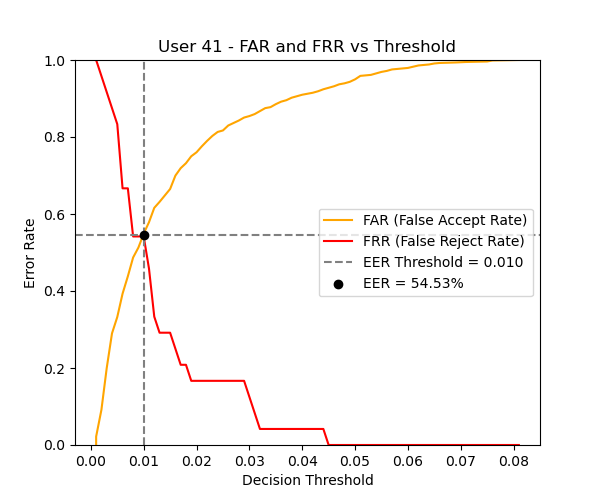 User 41 - FAR and FRR vs Threshold
1.0
0.8
0.6
0.4
0.2
0.0
Error Rate
FAR (False Accept Rate)
FRR (False Reject Rate)
EER Threshold = 0.010
EER = 54.53%
0.00 0.01 0.02 0.03 0.04 0.05 0.06 0.07 0.08
Decision Threshold